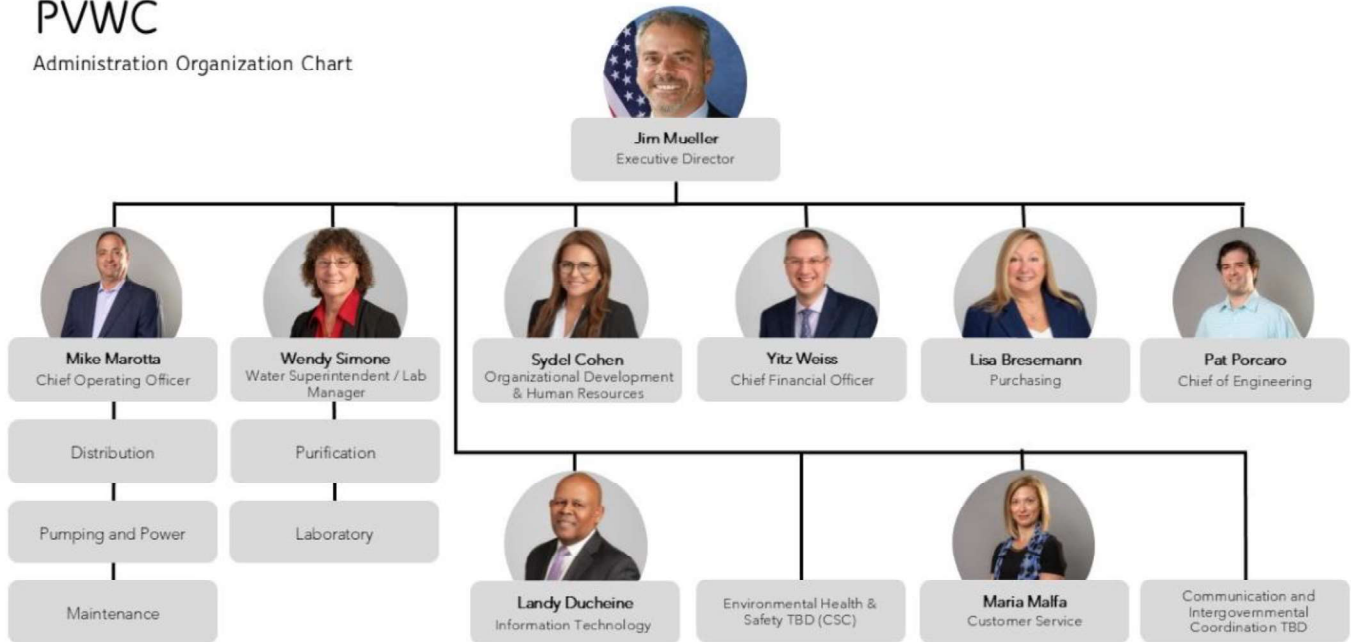 PVWC
Administration Organization Chart
Jim Mueller
Executive Director
Mike Marotta
Chief Operating Officer
Wendy Simone
Water Superintendent / Lab
Manager
Sydel Cohen
Organizational Development
& Human Resources
Yitz Weiss
Chief Financial Officer
Lisa Bresemann
Purchasing
Pat Porcaro
Chief of Engineering
Distribution
Purification
Pumping and Power
Laboratory
Maintenance
Landy Ducheine
Information Technology
Environmental Health &
Safety TBD (CSC)
Maria Malfa
Customer Service
Communication and
Intergovernmental
Coordination TBD